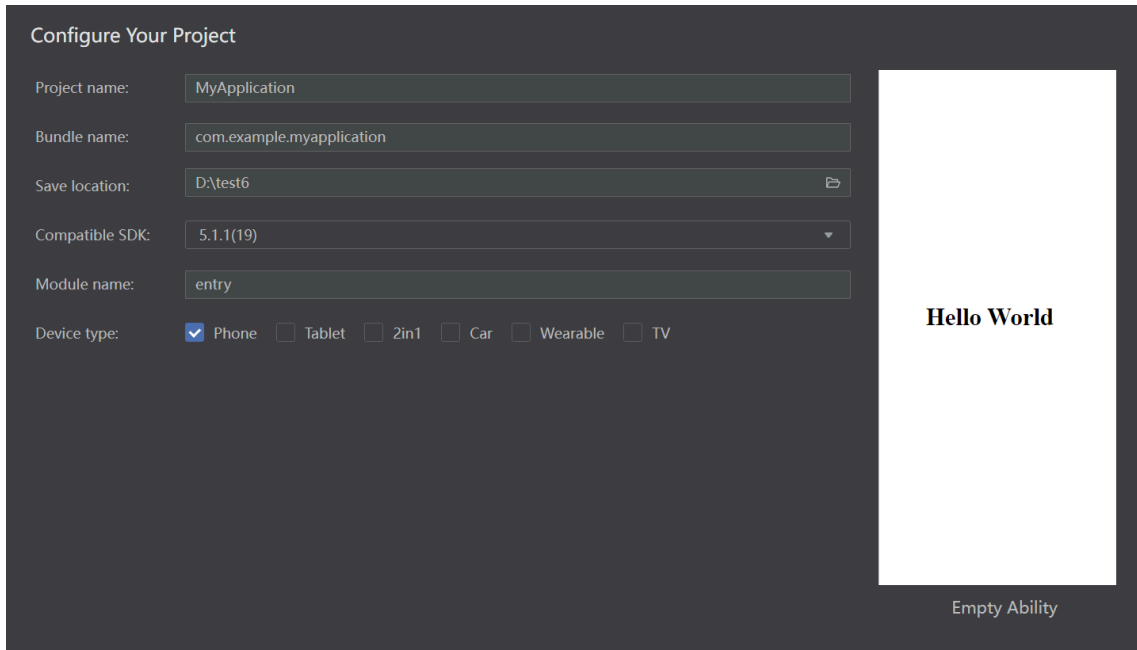 Configure Your Project
Project name: MyApplication
Bundle name: com.example.myapplication
Save location: D:\test6
Compatible SDK: 5.1.1(19)
Module name: entry
Device type: Phone Tablet 2in1 Car Wearable TV
Hello World
Empty Ability